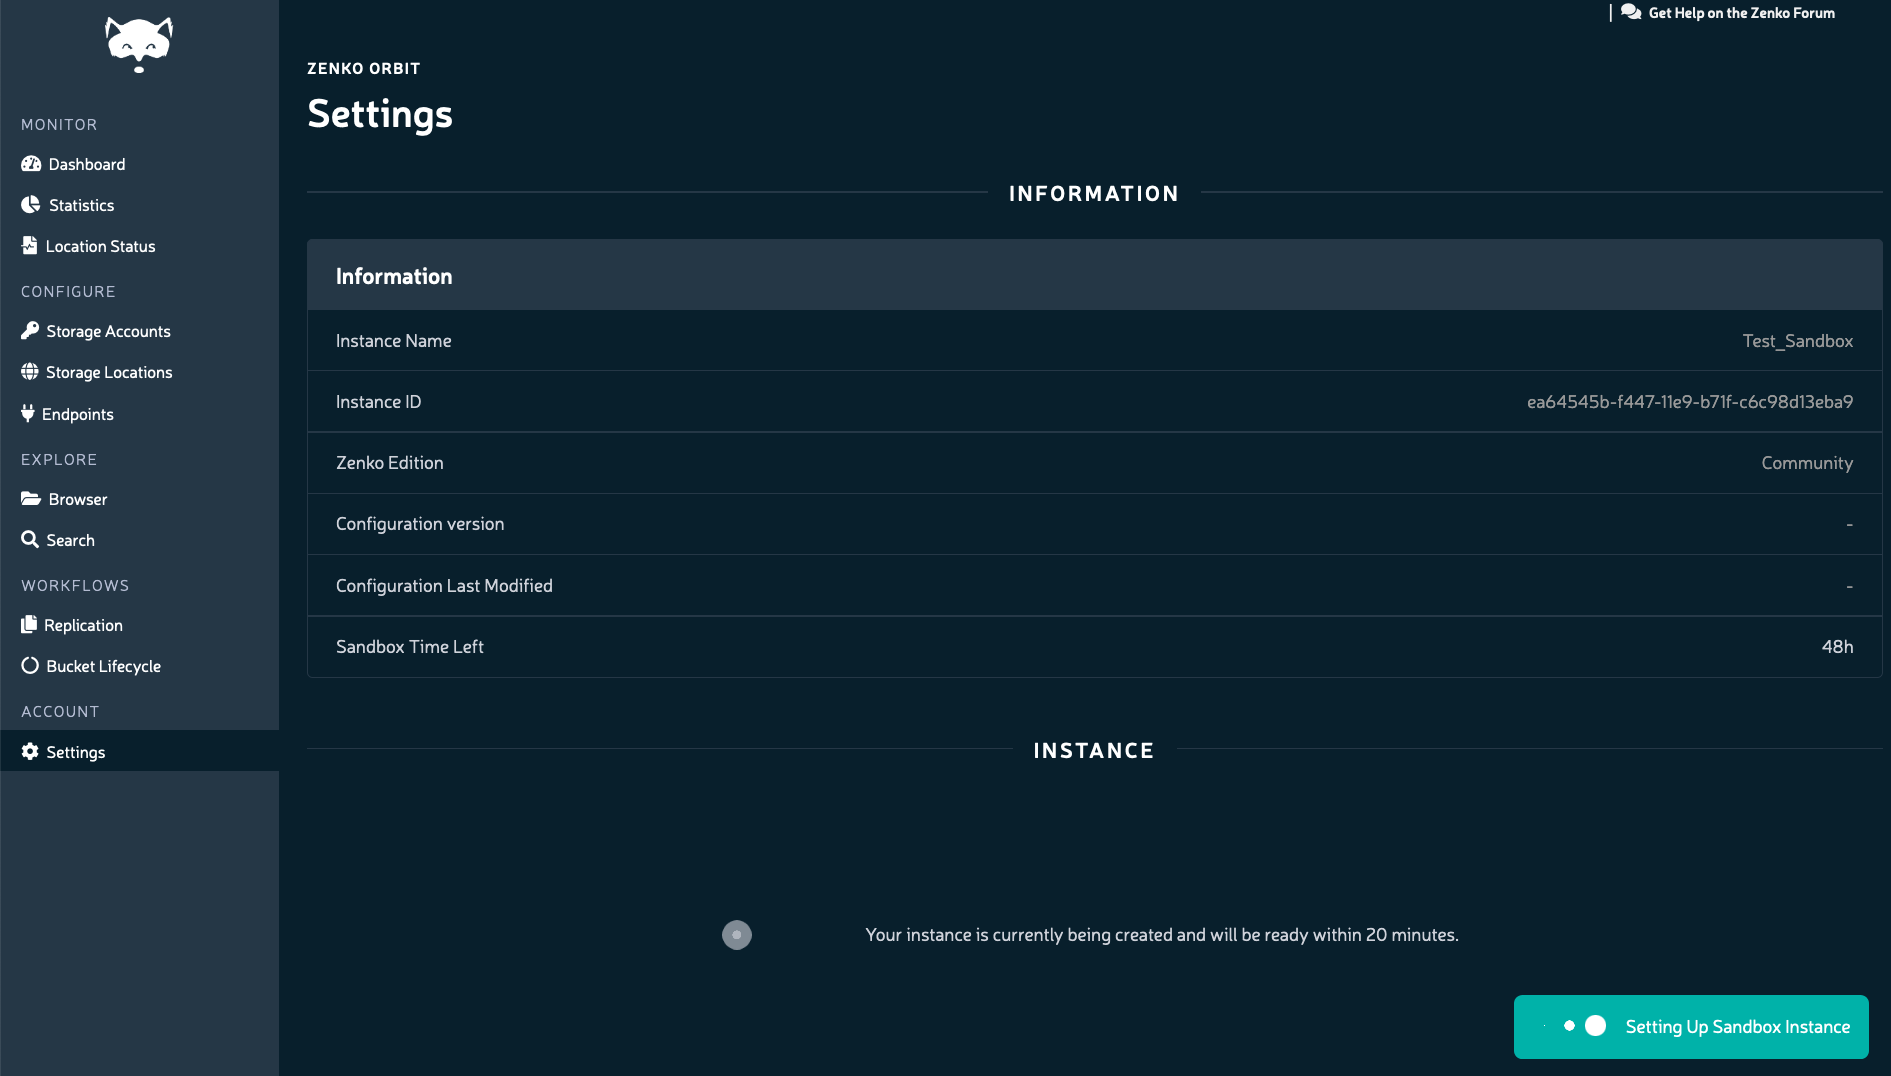 Get Help on the Zenko Forum
MONITOR
Dashboard
Statistics
Location Status
CONFIGURE
Storage Accounts
Storage Locations
Endpoints
EXPLORE
Browser
Search
WORKFLOWS
Replication
Bucket Lifecycle
ACCOUNT
Settings
ZENKO ORBIT
Settings
INFORMATION
Information
Instance Name Test_Sandbox
Instance ID ea64545b-f447-11e9-b71f-c6c98d13eba9
Zenko Edition Community
Configuration version -
Configuration Last Modified -
Sandbox Time Left 48h
INSTANCE
Your instance is currently being created and will be ready within 20 minutes.
Setting Up Sandbox Instance